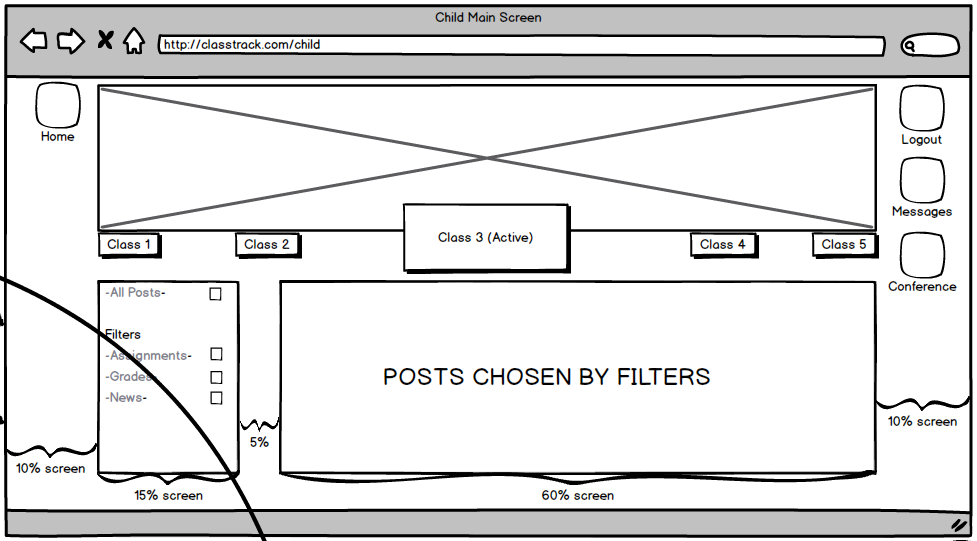 Child Main Screen
http://classtrack.com/child
Home
Logout
Messages
Class 1
Class 2
Class 3 (Active)
Class 4
Class 5
Conference
-All Posts-
Filters
-Assignments-
-Grades-
-News-
POSTS CHOSEN BY FILTERS
10% screen
15% screen
5%
60% screen
10% screen